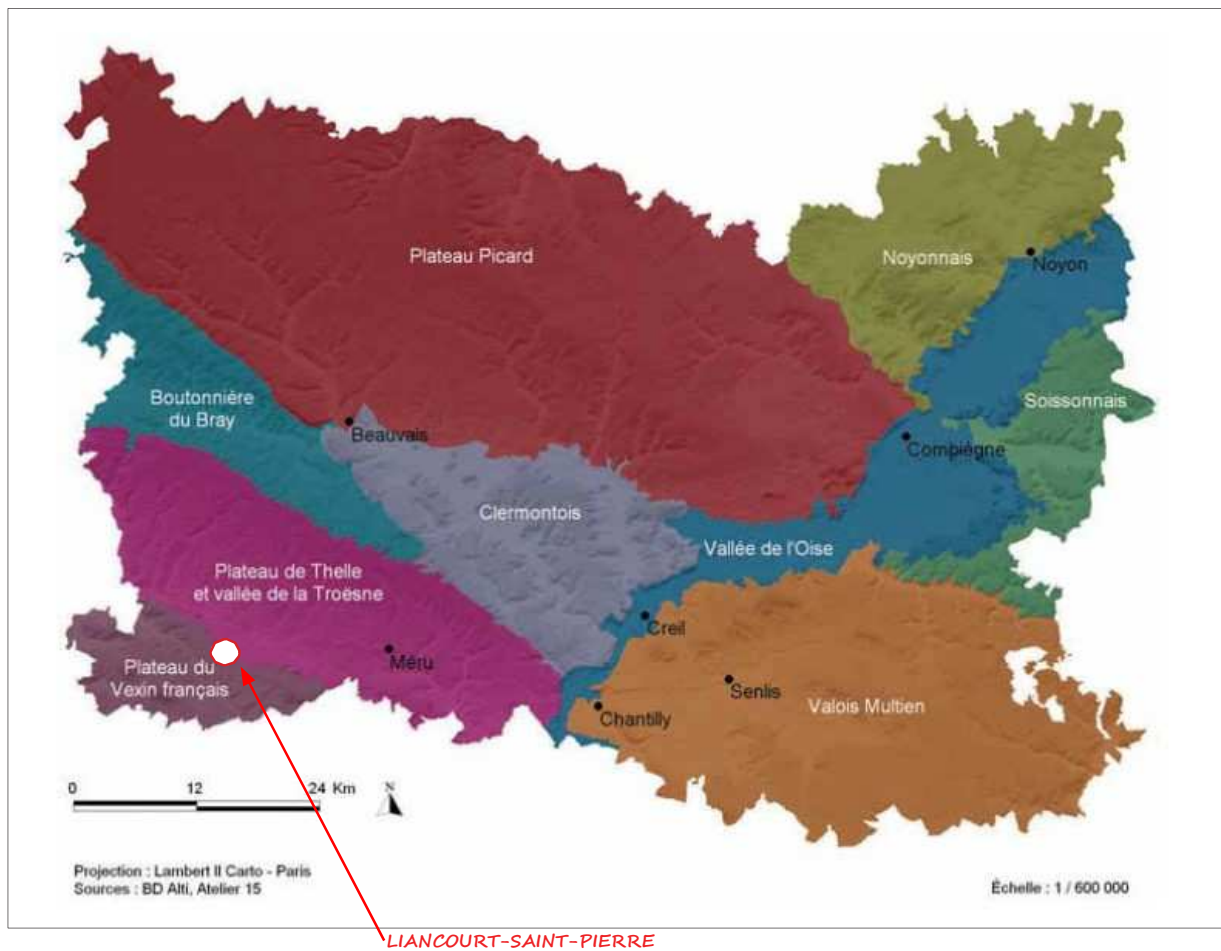 Plateau Picard
Noyonnais
Noyon
Boutonnière
du Bray
Beauvais
Soissonnais
Compiégne
Clermontois
Vallée de l'Oise
Plateau de Thelle
et vallée de la Troësne
Creil
Méru
Plateau du
Vexin français
Senlis
Chantilly
Valois Multien
0 12 24 Km
N
Projection : Lambert II Carto - Paris
Sources : BD Alti, Atelier 15
Échelle : 1 / 600 000
LIANCOURT-SAINT-PIERRE